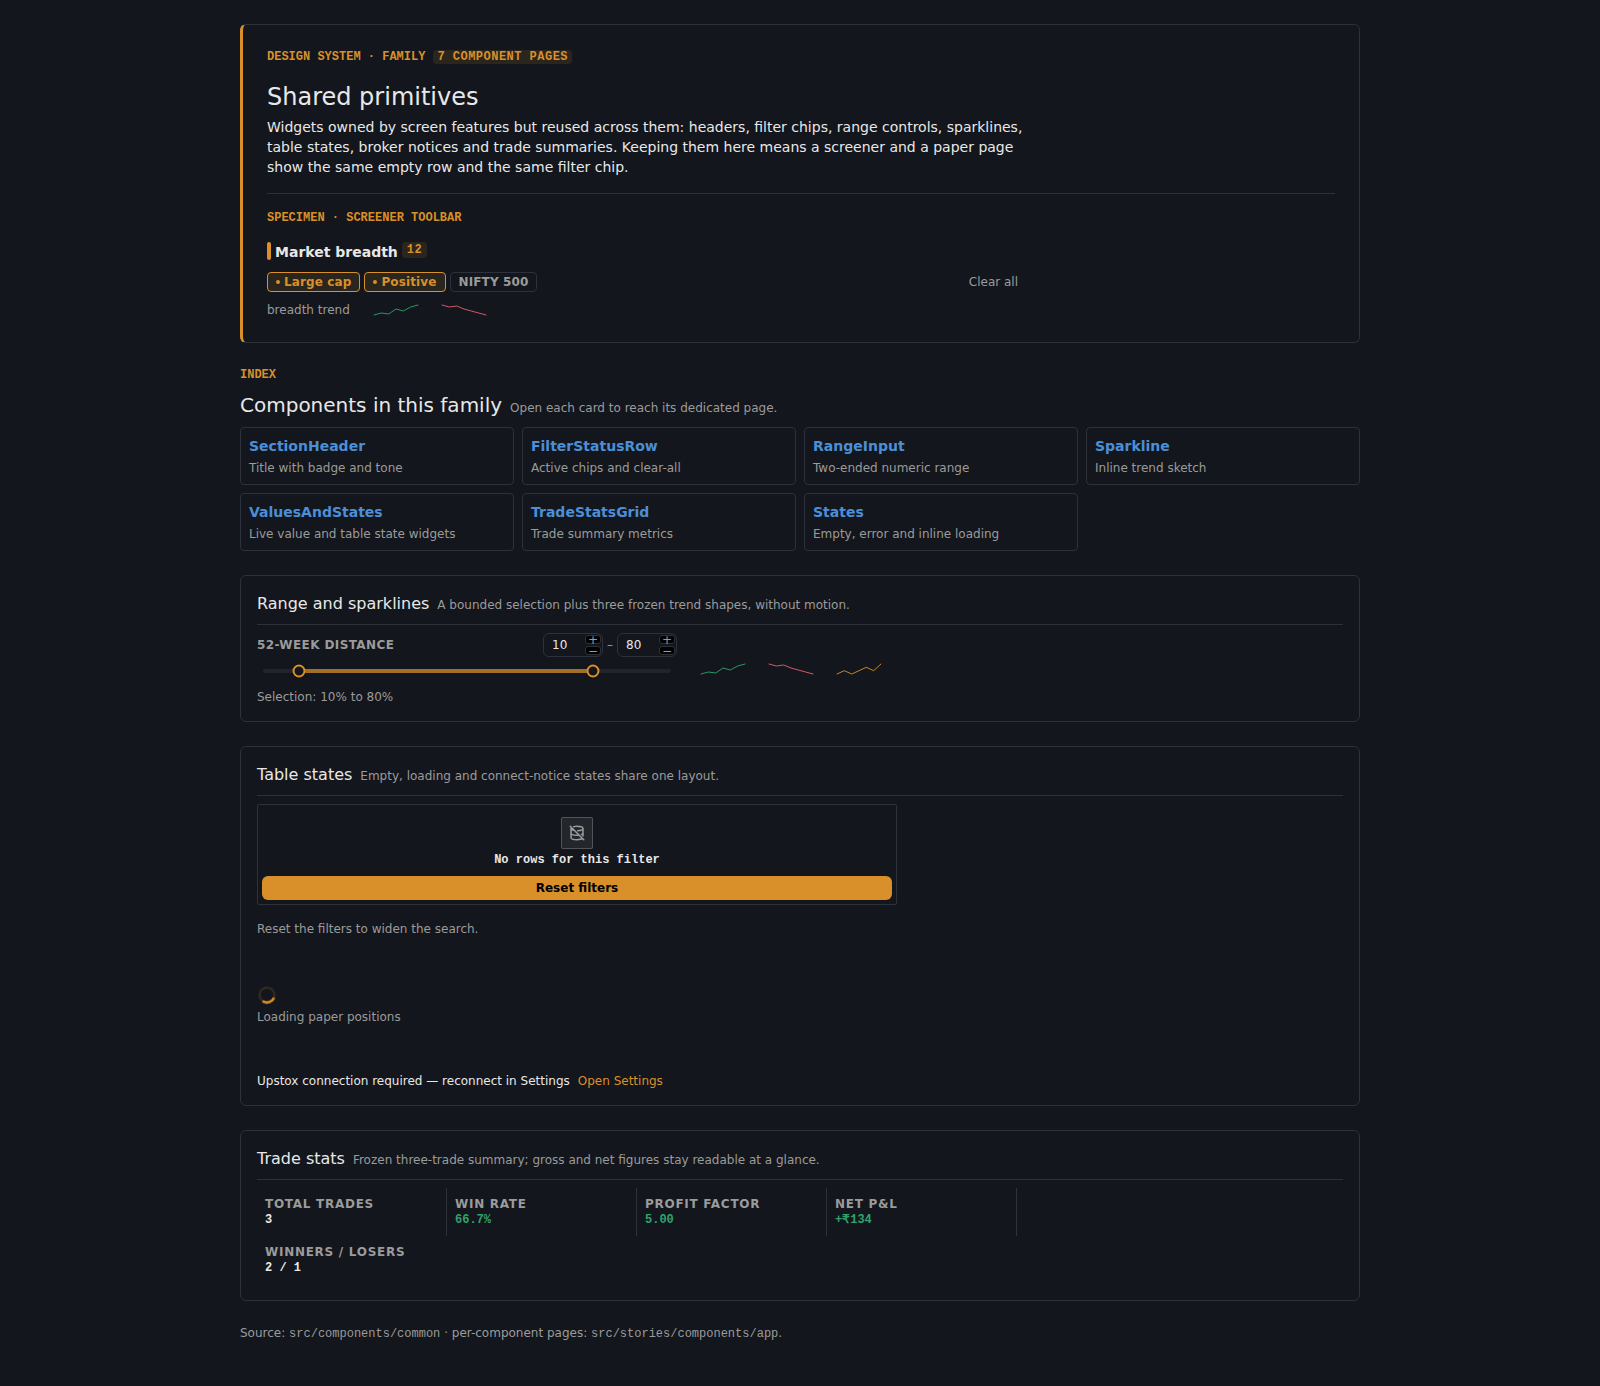 DESIGN SYSTEM · FAMILY 7 COMPONENT PAGES
Shared primitives
Widgets owned by screen features but reused across them: headers, filter chips, range controls, sparklines,
table states, broker notices and trade summaries. Keeping them here means a screener and a paper page
show the same empty row and the same filter chip.
SPECIMEN · SCREENER TOOLBAR
Market breadth 12
• Large cap • Positive NIFTY 500 Clear all
breadth trend
INDEX
Components in this family Open each card to reach its dedicated page.
SectionHeader FilterStatusRow RangeInput Sparkline
Title with badge and tone Active chips and clear-all Two-ended numeric range Inline trend sketch
ValuesAndStates TradeStatsGrid States
Live value and table state widgets Trade summary metrics Empty, error and inline loading
Range and sparklines A bounded selection plus three frozen trend shapes, without motion.
52-WEEK DISTANCE 10 + − – 80 + −
Selection: 10% to 80%
Table states Empty, loading and connect-notice states share one layout.
No rows for this filter
Reset filters
Reset the filters to widen the search.
Loading paper positions
Upstox connection required — reconnect in Settings Open Settings
Trade stats Frozen three-trade summary; gross and net figures stay readable at a glance.
TOTAL TRADES WIN RATE PROFIT FACTOR NET P&L
3 66.7% 5.00 +₹134
WINNERS / LOSERS
2 / 1
Source: src/components/common · per-component pages: src/stories/components/app.